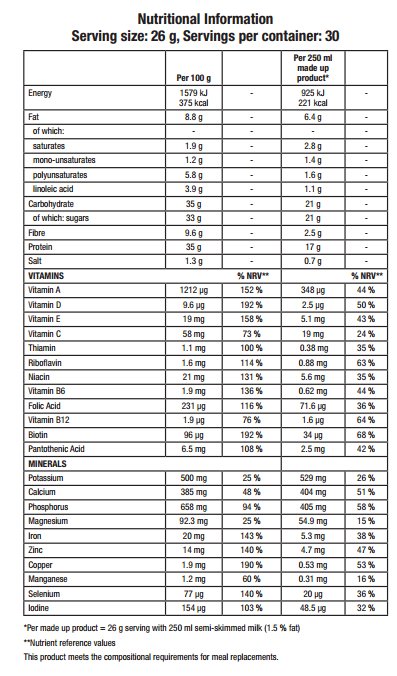 Nutritional Information
Serving size: 26 g, Servings per container: 30
Per 100 g Per 250 ml made up product*
Energy 1579 kJ 375 kcal - 925 kJ 221 kcal -
Fat 8.8 g - 6.4 g -
of which: - - - -
saturates 1.9 g - 2.8 g -
mono-unsaturates 1.2 g - 1.4 g -
polyunsaturates 5.8 g - 1.6 g -
linoleic acid 3.9 g - 1.1 g -
Carbohydrate 35 g - 21 g -
of which: sugars 33 g - 21 g -
Fibre 9.6 g - 2.5 g -
Protein 35 g - 17 g -
Salt 1.3 g - 0.7 g -
VITAMINS % NRV** % NRV**
Vitamin A 1212 µg 152 % 348 µg 44 %
Vitamin D 9.6 µg 192 % 2.5 µg 50 %
Vitamin E 19 mg 158 % 5.1 mg 43 %
Vitamin C 58 mg 73 % 19 mg 24 %
Thiamin 1.1 mg 100 % 0.38 mg 35 %
Riboflavin 1.6 mg 114 % 0.88 mg 63 %
Niacin 21 mg 131 % 5.6 mg 35 %
Vitamin B6 1.9 mg 136 % 0.62 mg 44 %
Folic Acid 231 µg 116 % 71.6 µg 36 %
Vitamin B12 1.9 µg 76 % 1.6 µg 64 %
Biotin 96 µg 192 % 34 µg 68 %
Pantothenic Acid 6.5 mg 108 % 2.5 mg 42 %
MINERALS
Potassium 500 mg 25 % 529 mg 26 %
Calcium 385 mg 48 % 404 mg 51 %
Phosphorus 658 mg 94 % 405 mg 58 %
Magnesium 92.3 mg 25 % 54.9 mg 15 %
Iron 20 mg 143 % 5.3 mg 38 %
Zinc 14 mg 140 % 4.7 mg 47 %
Copper 1.9 mg 190 % 0.53 mg 53 %
Manganese 1.2 mg 60 % 0.31 mg 16 %
Selenium 77 µg 140 % 20 µg 36 %
Iodine 154 µg 103 % 48.5 µg 32 %
*Per made up product = 26 g serving with 250 ml semi-skimmed milk (1.5 % fat)
**Nutrient reference values
This product meets the compositional requirements for meal replacements.